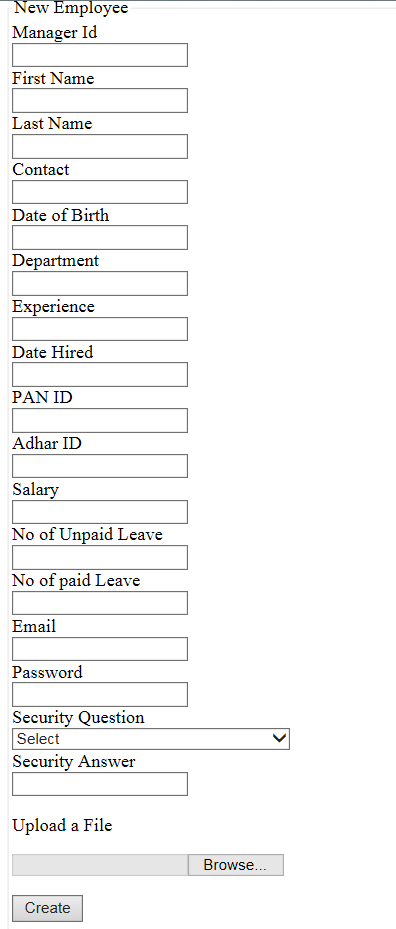 New Employee
Manager Id
First Name
Last Name
Contact
Date of Birth
Department
Experience
Date Hired
PAN ID
Adhar ID
Salary
No of Unpaid Leave
No of paid Leave
Email
Password
Security Question
Select
Security Answer
Upload a File
Browse...
Create